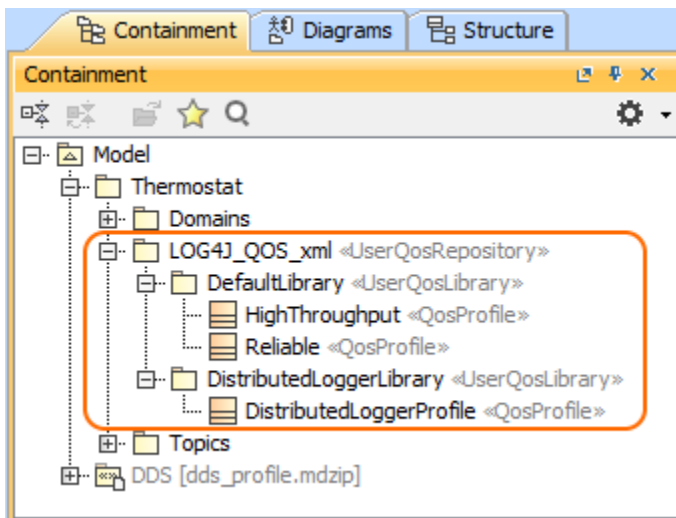 Containment Diagrams Structure
Containment
Model
Thermostat
Domains
LOG4J_QOS_xml «UserQosRepository»
DefaultLibrary «UserQosLibrary»
HighThroughput «QosProfile»
Reliable «QosProfile»
DistributedLoggerLibrary «UserQosLibrary»
DistributedLoggerProfile «QosProfile»
Topics
DDS [dds_profile.mdzip]